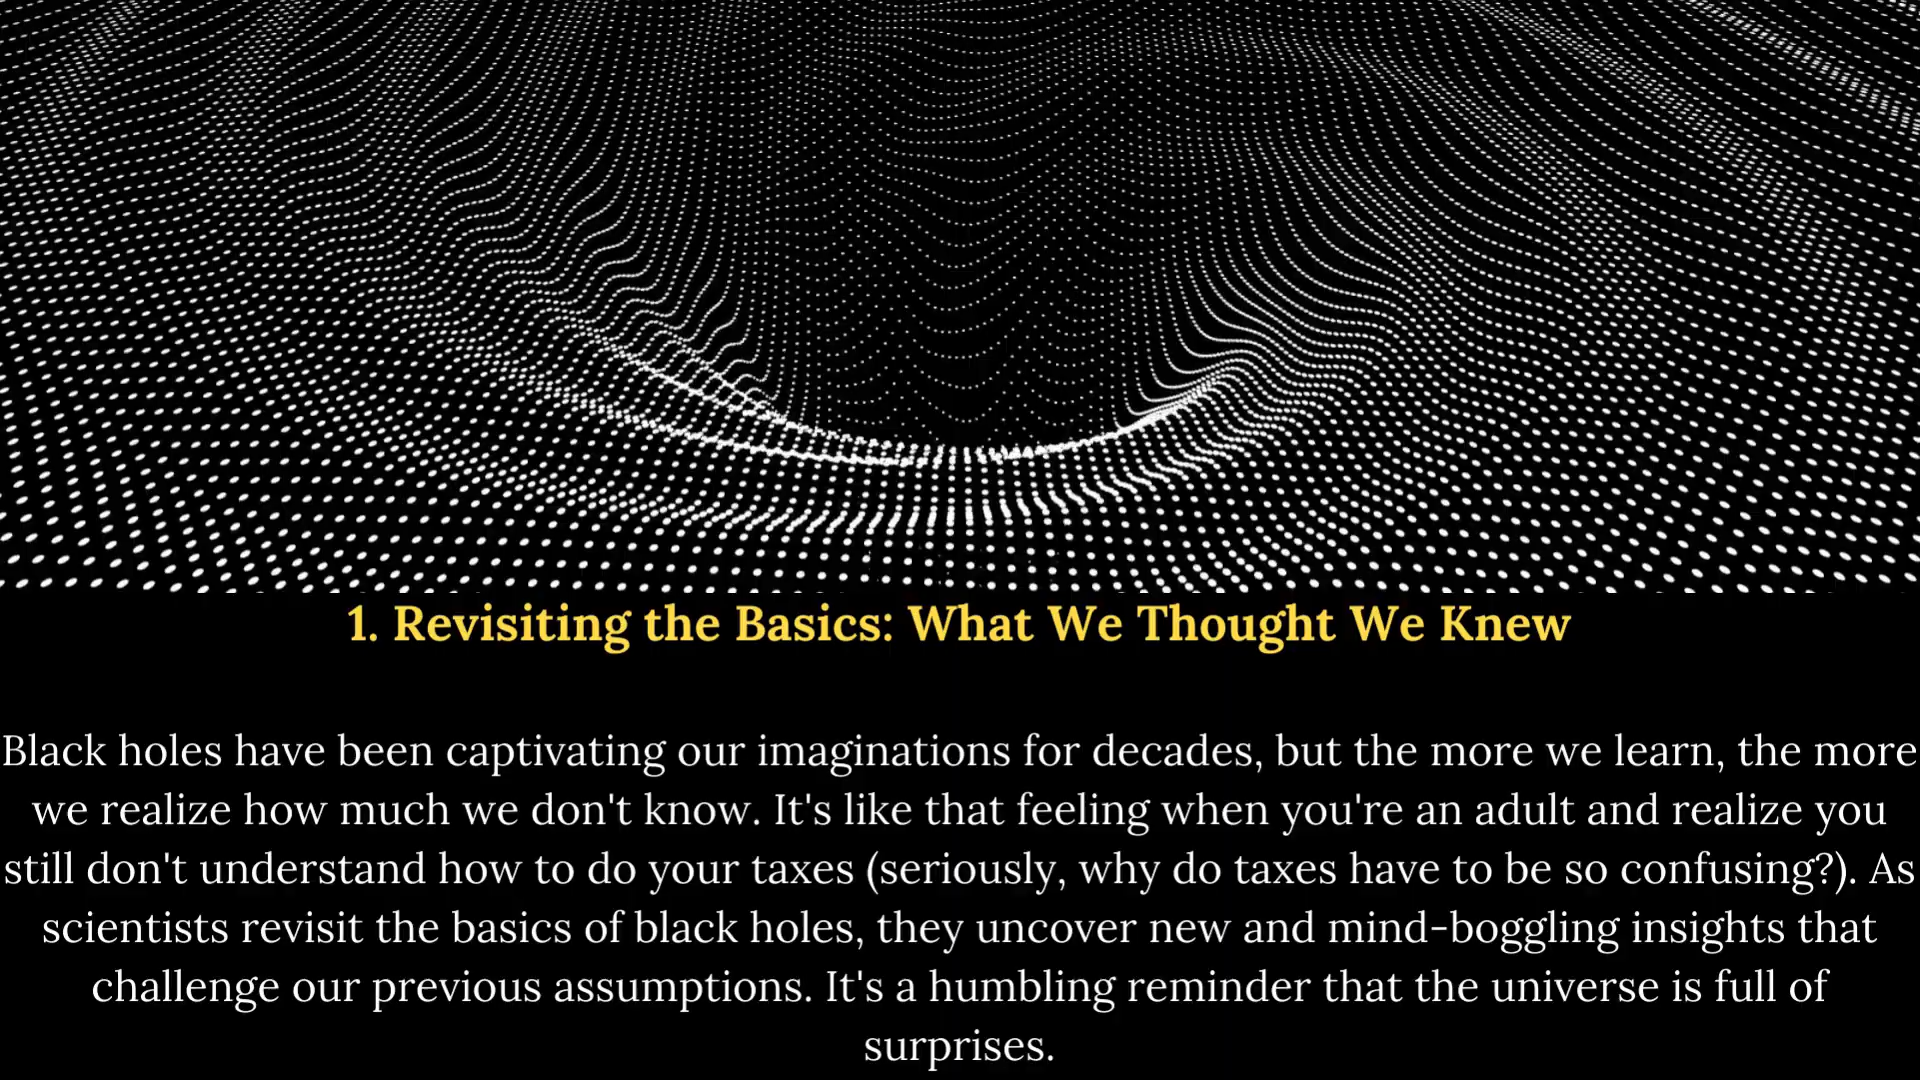 1. Revisiting the Basics: What We Thought We Knew
Black holes have been captivating our imaginations for decades, but the more we learn, the more
we realize how much we don't know. It's like that feeling when you're an adult and realize you
still don't understand how to do your taxes (seriously, why do taxes have to be so confusing?). As
scientists revisit the basics of black holes, they uncover new and mind-boggling insights that
challenge our previous assumptions. It's a humbling reminder that the universe is full of
surprises.